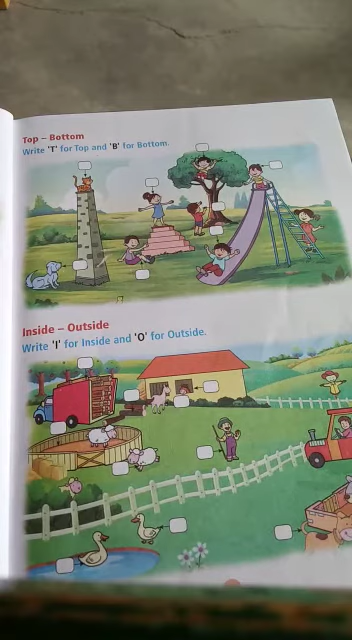 Top – Bottom
Write 'T' for Top and 'B' for Bottom.
Inside – Outside
Write 'I' for Inside and 'O' for Outside.